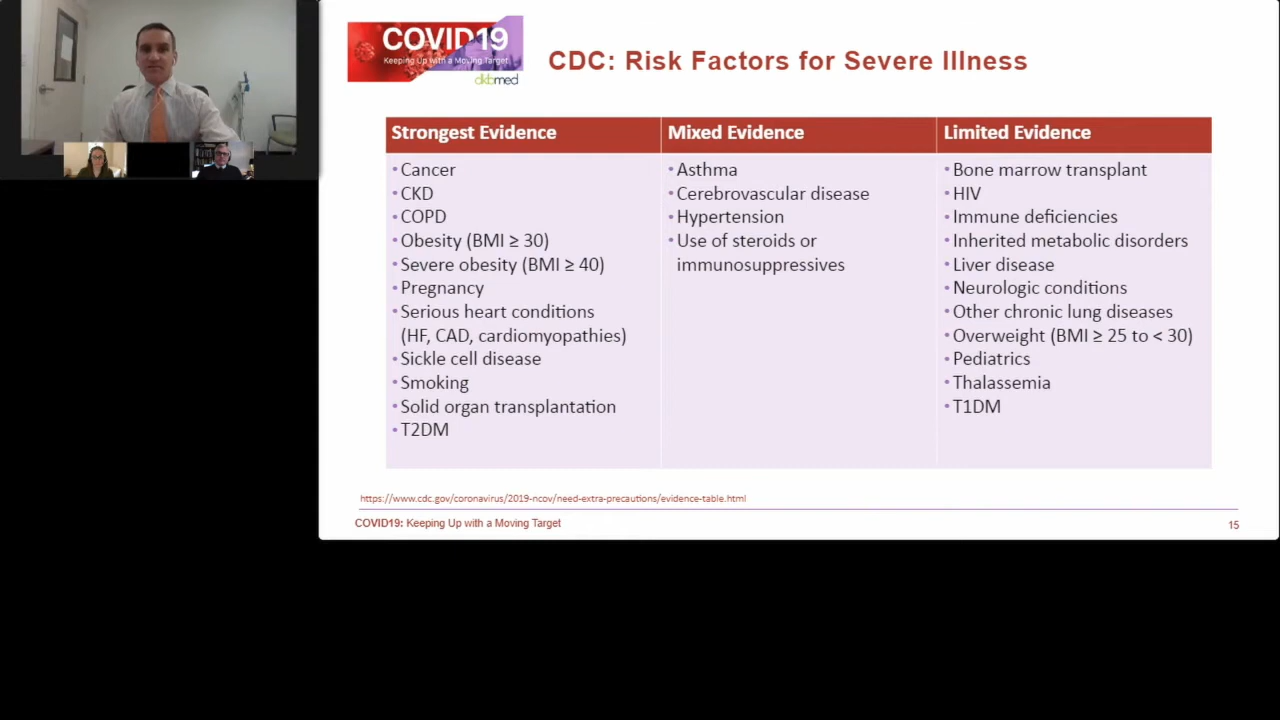 COVID19
Keeping Up with a Moving Target
dkbmed
CDC: Risk Factors for Severe Illness
Strongest Evidence
• Cancer
• CKD
• COPD
• Obesity (BMI ≥ 30)
• Severe obesity (BMI ≥ 40)
• Pregnancy
• Serious heart conditions
(HF, CAD, cardiomyopathies)
• Sickle cell disease
• Smoking
• Solid organ transplantation
• T2DM
Mixed Evidence
• Asthma
• Cerebrovascular disease
• Hypertension
• Use of steroids or
immunosuppressives
Limited Evidence
• Bone marrow transplant
• HIV
• Immune deficiencies
• Inherited metabolic disorders
• Liver disease
• Neurologic conditions
• Other chronic lung diseases
• Overweight (BMI ≥ 25 to < 30)
• Pediatrics
• Thalassemia
• T1DM
https://www.cdc.gov/coronavirus/2019-ncov/need-extra-precautions/evidence-table.html
COVID19: Keeping Up with a Moving Target
15